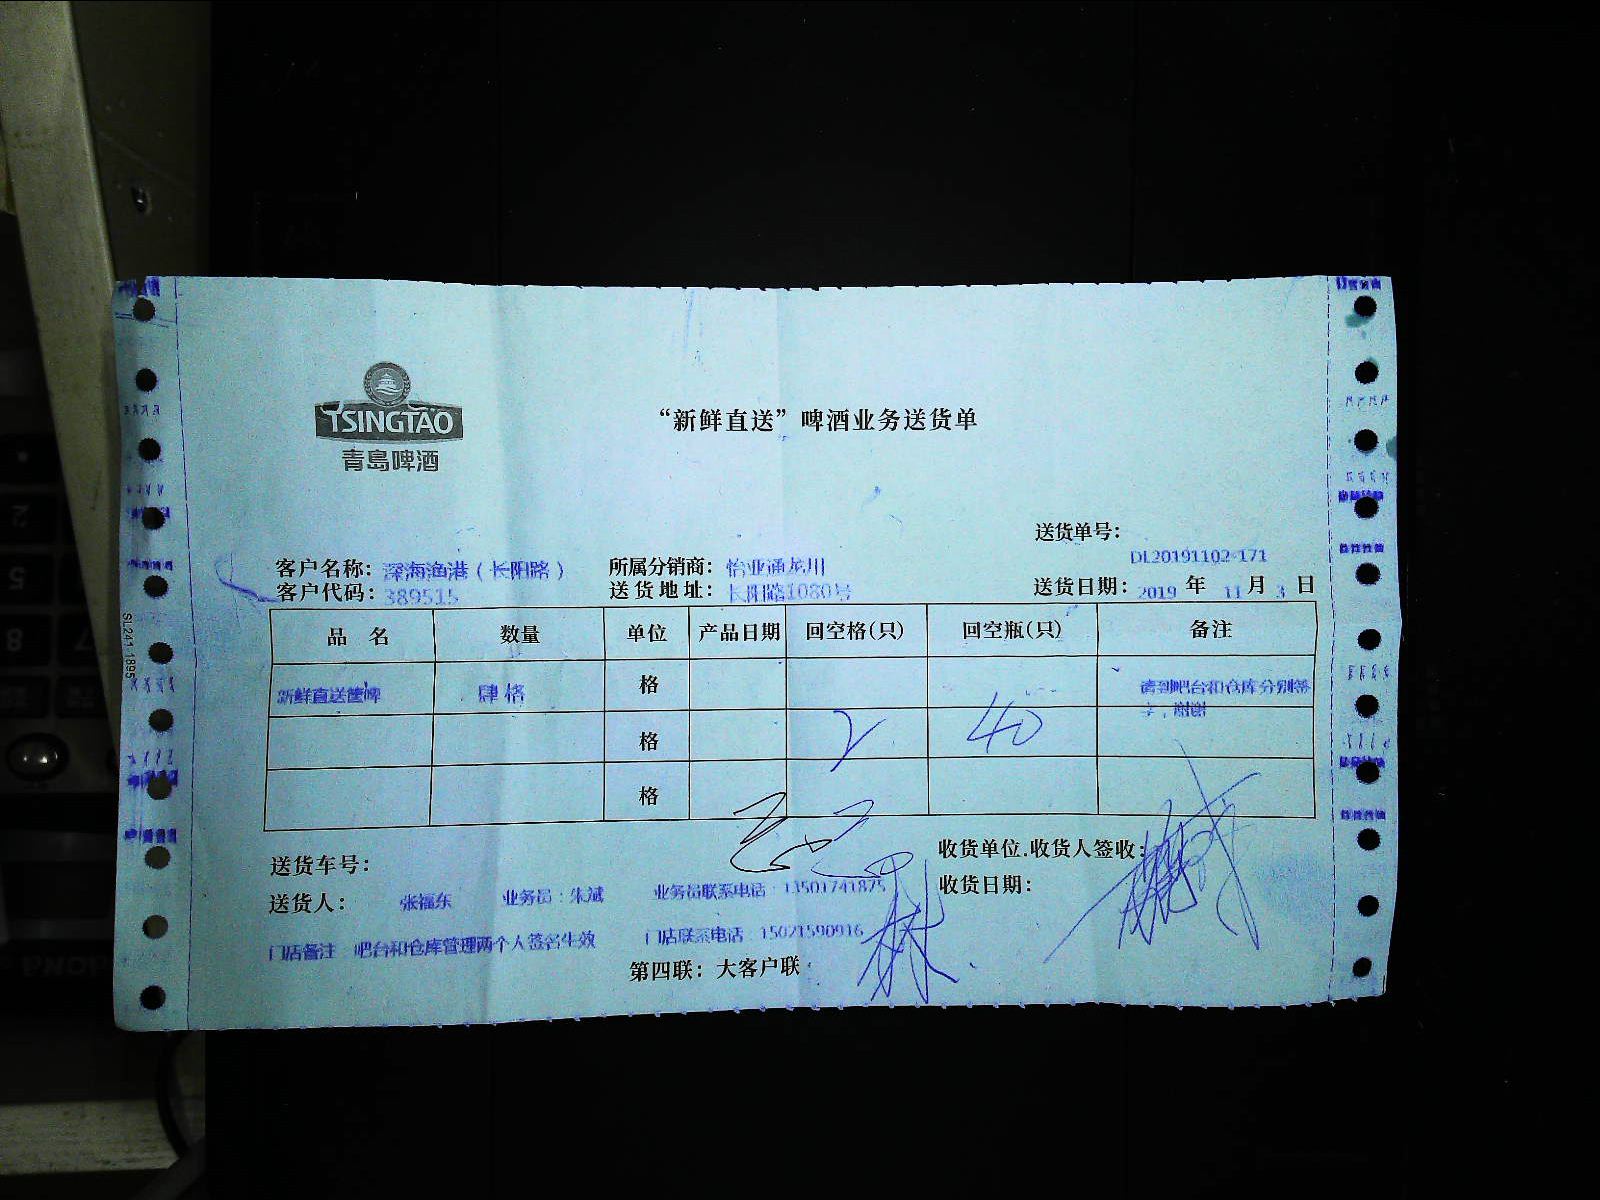 TSINGTAO
青島啤酒
“新鲜直送”啤酒业务送货单
送货单号：
DL20191102-171
客户名称：深海渔港（长阳路） 所属分销商：怡亚通龙川
客户代码：389515 送货地址：长阳路1080号 送货日期：2019 年 11 月 3 日
品 名 数量 单位 产品日期 回空格(只) 回空瓶(只) 备注
新鲜直送 肆格 格 请到吧台和仓库分别签
字，谢谢
格 2 40
格
送货车号： 收货单位.收货人签收：
收货日期：
送货人： 张福东 业务员：朱斌 业务员联系电话：13501741875
门店备注 吧台和仓库管理两个人签名生效 门店联系电话：15021590916
第四联：大客户联
SL241 1895